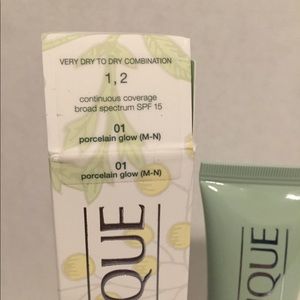 VERY DRY TO DRY COMBINATION
1, 2
continuous coverage
broad spectrum SPF 15
01
porcelain glow (M-N)
01
porcelain glow (M-N)
QUE
IQUE